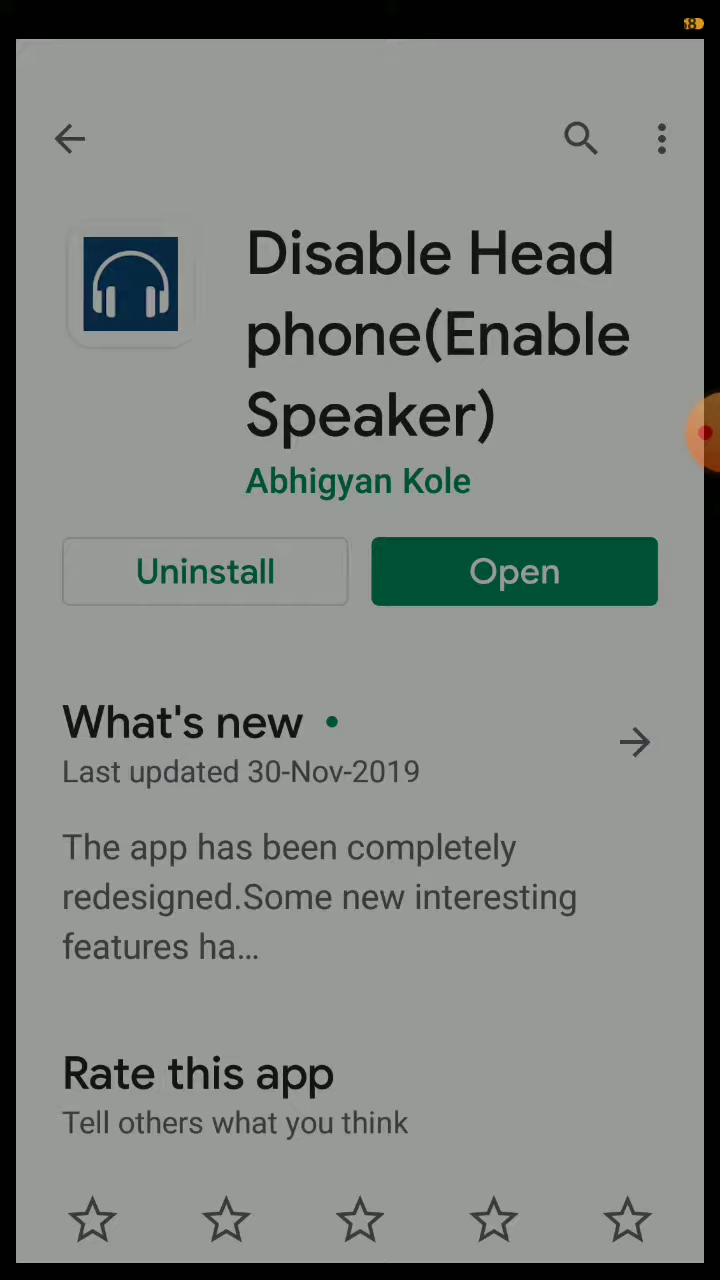 18
Disable Head
phone(Enable
Speaker)
Abhigyan Kole
Uninstall
Open
What's new
Last updated 30-Nov-2019
The app has been completely
redesigned.Some new interesting
features ha...
Rate this app
Tell others what you think